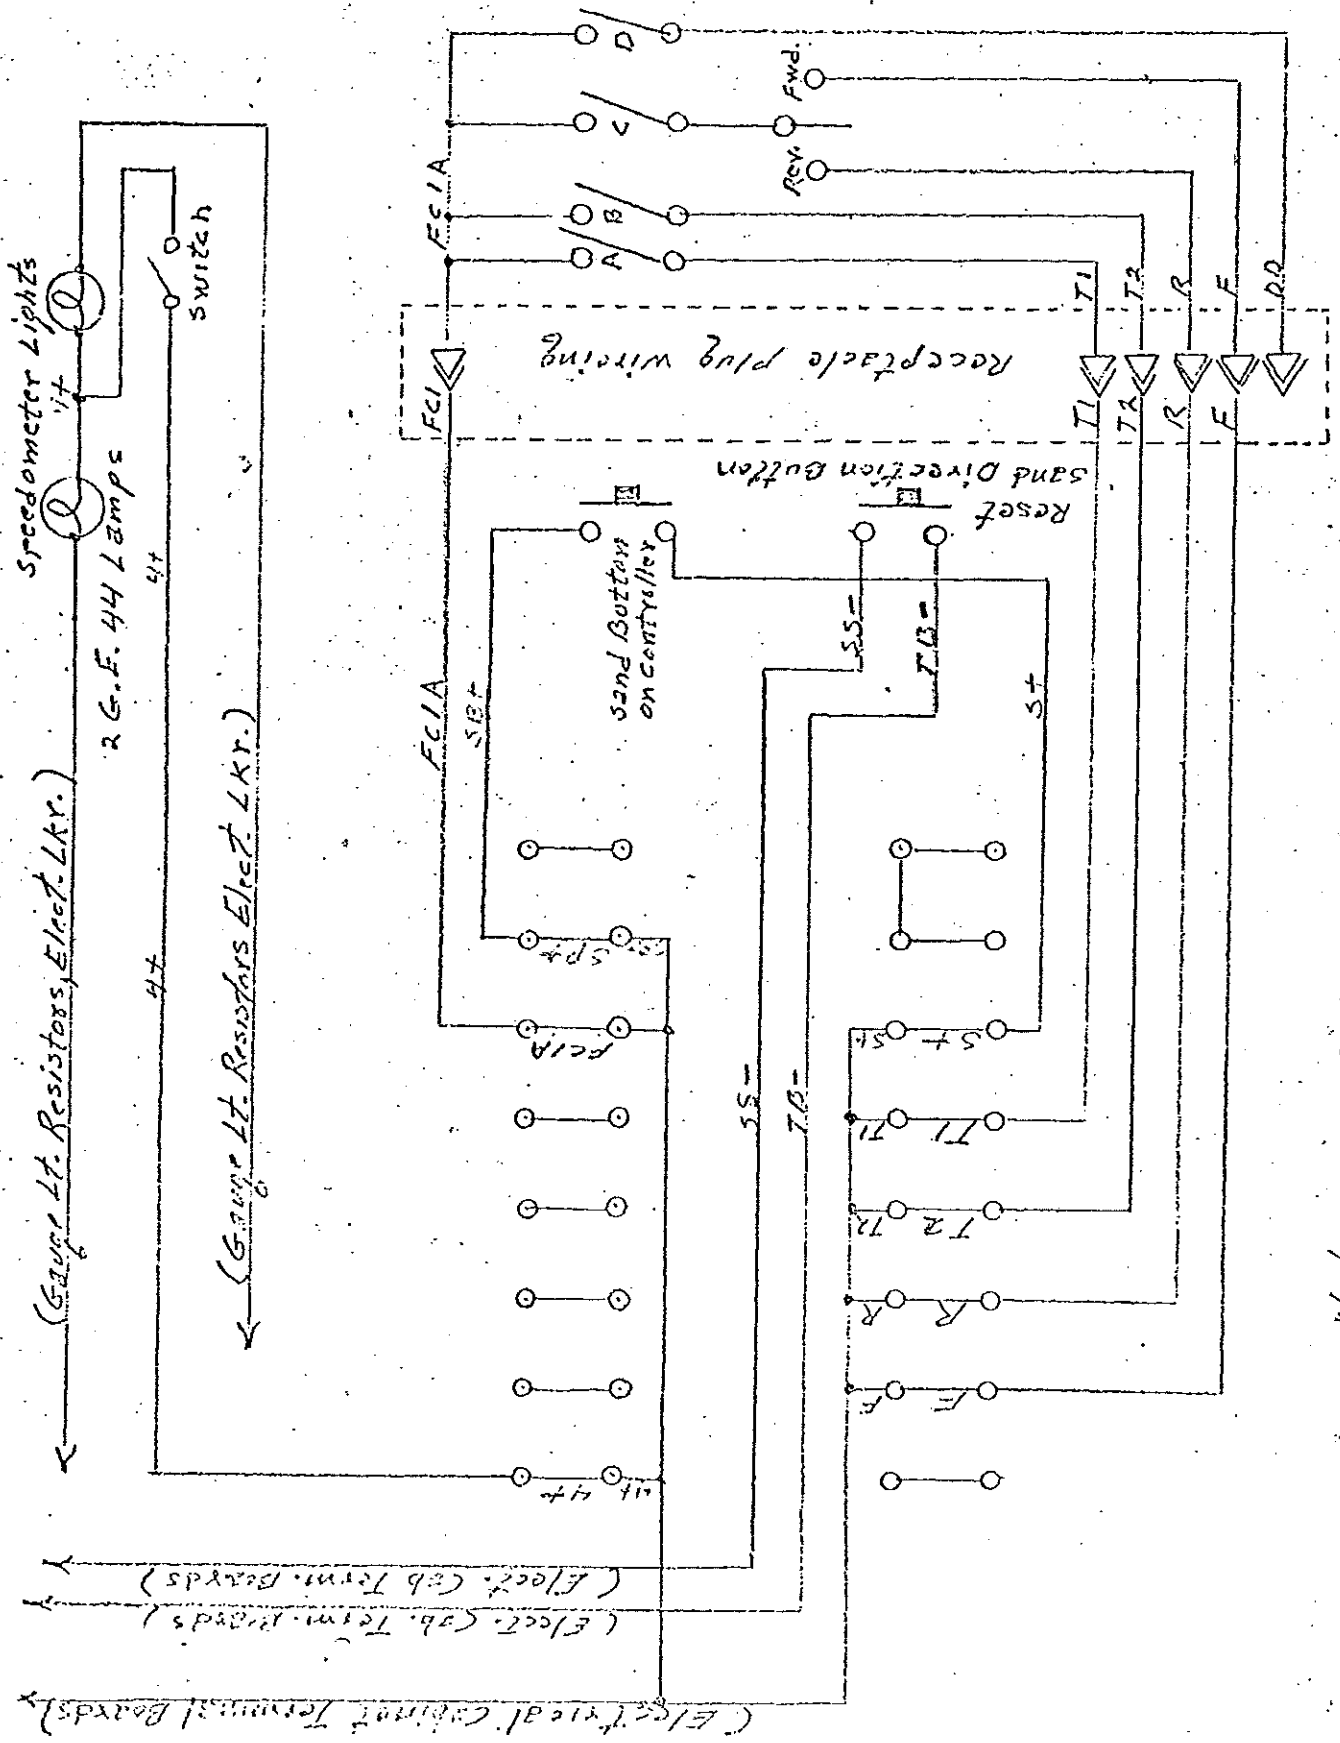 Speedometer Lights
4+
2 G.E. 44 Lamps
Switch
4+
4+
(Gauge Lt. Resistors, Elect. Lkr.)
(Gauge Lt. Resistors Elect. Lkr.)
FC1A
D
Fwd.
C
Rev.
B
A
T1
T2
R
F
DD
Receptacle Plug wireing
FC1
T1
T2
R
F
Sand Direction Button
Reset
Sand Button
on Controller
FC1A
SB+
SS-
TB-
S+
SS-
TB-
FC1A
S+
T1
T1
T2
T2
R
R
F
F
4+
4+
(Elect. Cab Term. Boards)
(Elect. Cab. Term. Boards)
(Electrical Cabinet Terminal Boards)